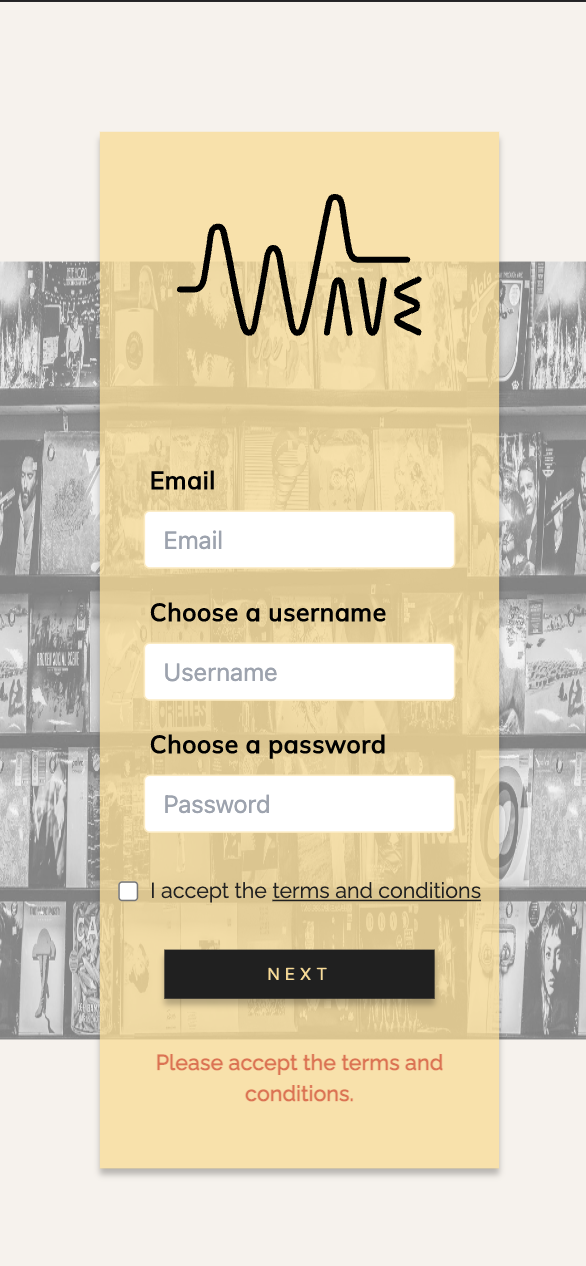 WAVE
Email
Email
Choose a username
Username
Choose a password
Password
I accept the terms and conditions
NEXT
Please accept the terms and
conditions.